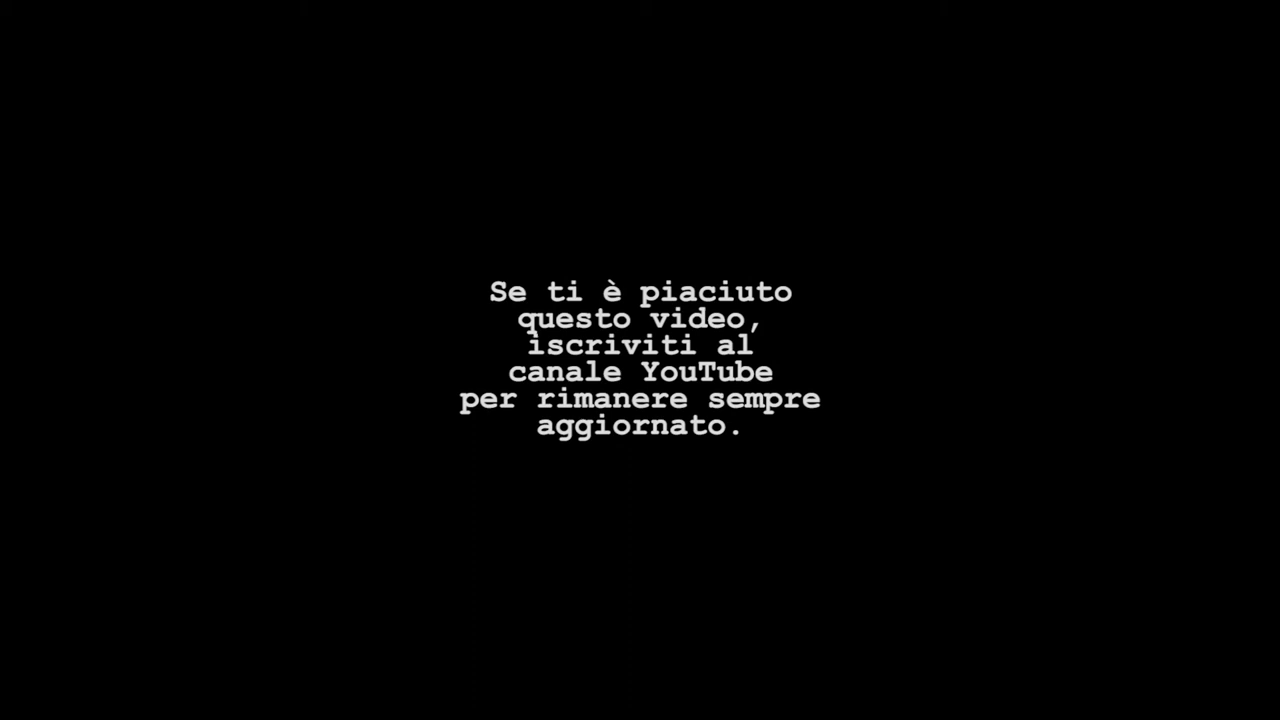 Se ti è piaciuto
questo video,
iscriviti al
canale YouTube
per rimanere sempre
aggiornato.